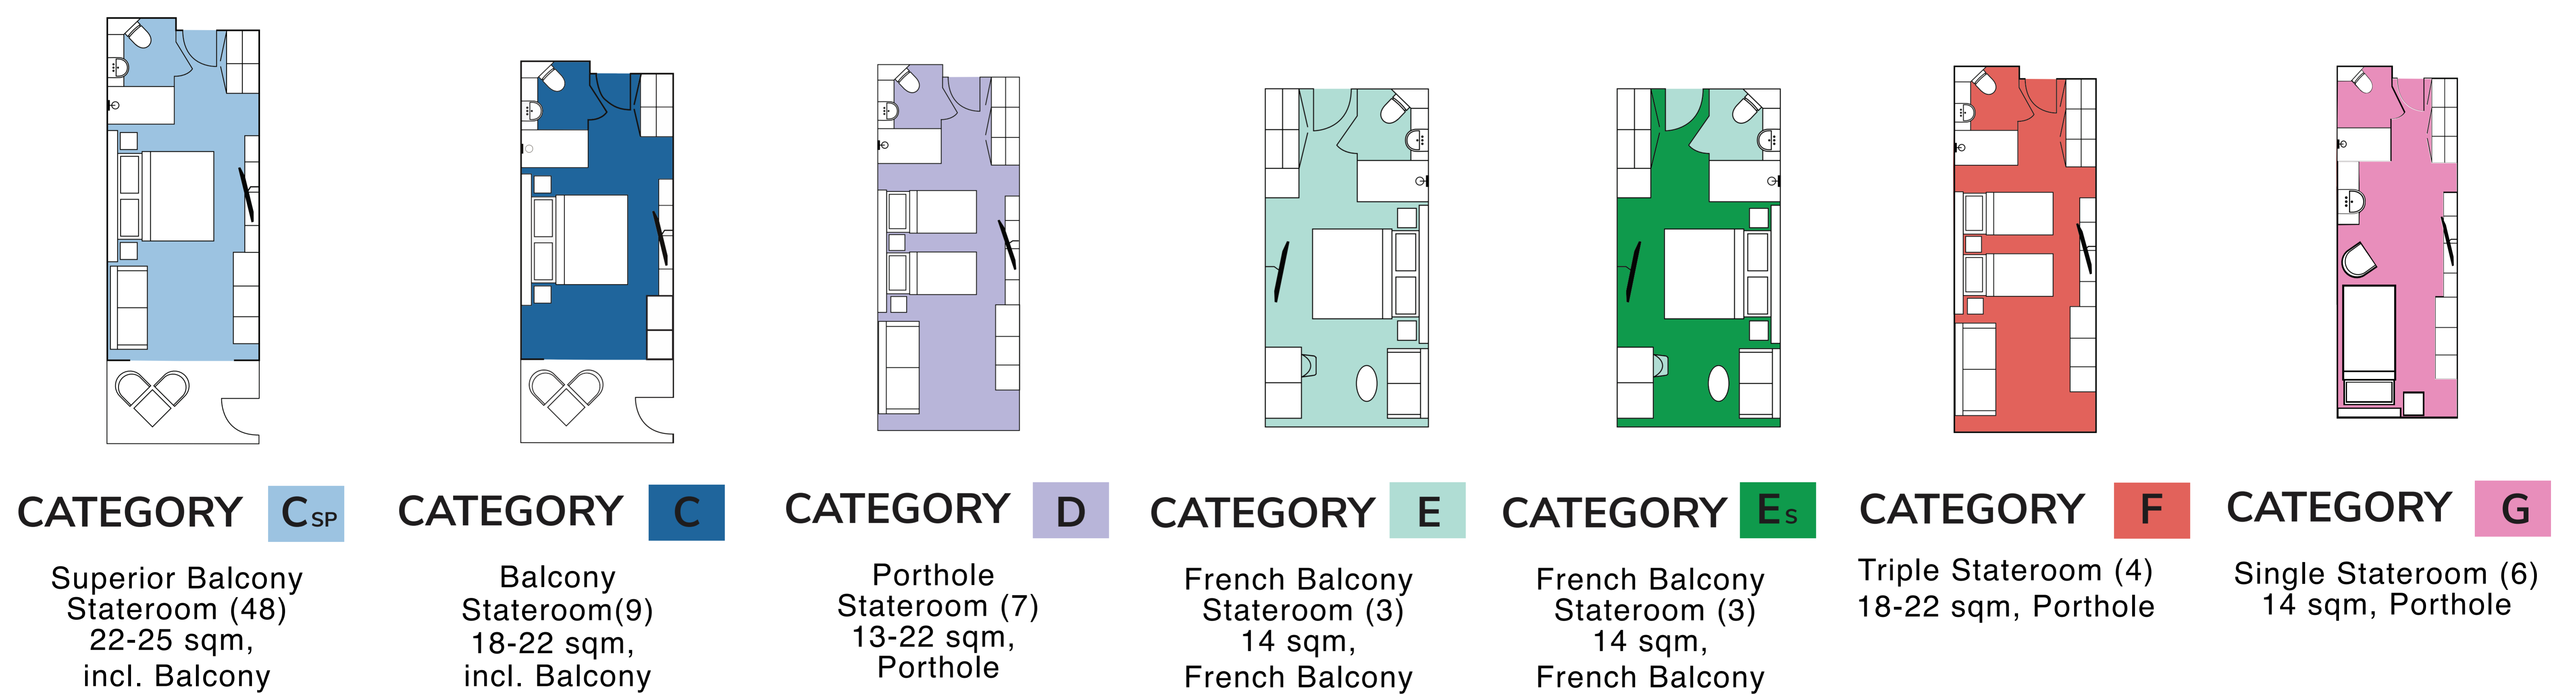 CATEGORY CSP
Superior Balcony
Stateroom (48)
22-25 sqm,
incl. Balcony
CATEGORY C
Balcony
Stateroom(9)
18-22 sqm,
incl. Balcony
CATEGORY D
Porthole
Stateroom (7)
13-22 sqm,
Porthole
CATEGORY E
French Balcony
Stateroom (3)
14 sqm,
French Balcony
CATEGORY Es
French Balcony
Stateroom (3)
14 sqm,
French Balcony
CATEGORY F
Triple Stateroom (4)
18-22 sqm, Porthole
CATEGORY G
Single Stateroom (6)
14 sqm, Porthole